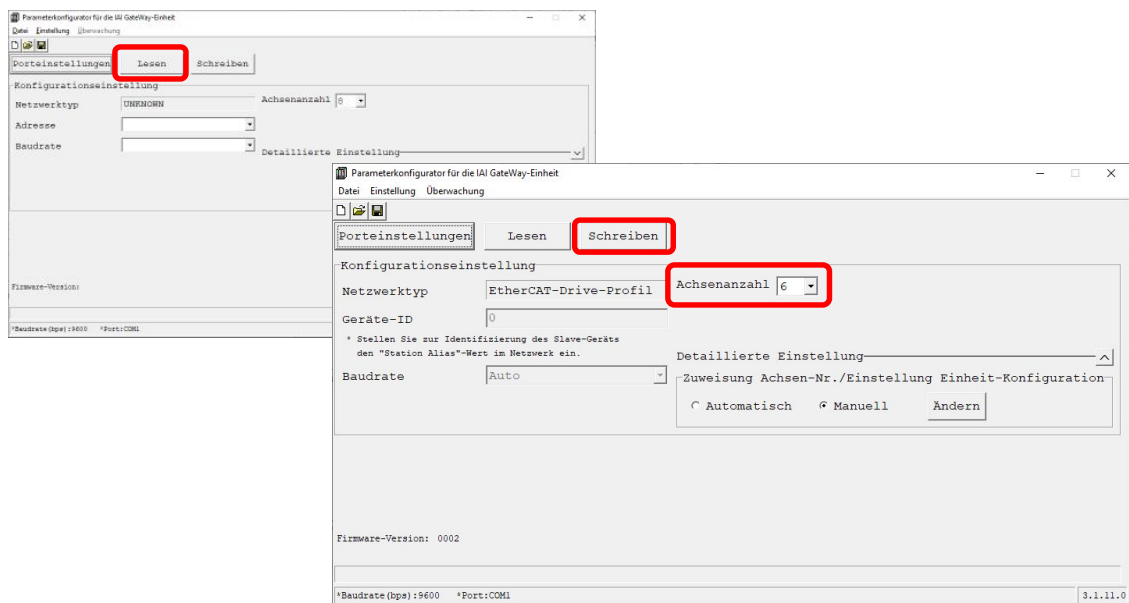 Parameterkonfigurator für die IAI GateWay-Einheit
Datei Einstellung Überwachung
Porteinstellungen Lesen Schreiben
Konfigurationseinstellung
Netzwerktyp UNKNOWN Achsenanzahl 8
Adresse
Baudrate
Detaillierte Einstellung
Firmware-Version:
*Baudrate(bps):9600 *Port:COM1
Parameterkonfigurator für die IAI GateWay-Einheit
Datei Einstellung Überwachung
Porteinstellungen Lesen Schreiben
Konfigurationseinstellung
Netzwerktyp EtherCAT-Drive-Profil Achsenanzahl 6
Geräte-ID 0
* Stellen Sie zur Identifizierung des Slave-Geräts
den "Station Alias"-Wert im Netzwerk ein.
Detaillierte Einstellung
Baudrate Auto
Zuweisung Achsen-Nr./Einstellung Einheit-Konfiguration
Automatisch Manuell Ändern
Firmware-Version: 0002
*Baudrate(bps):9600 *Port:COM1 3.1.11.0